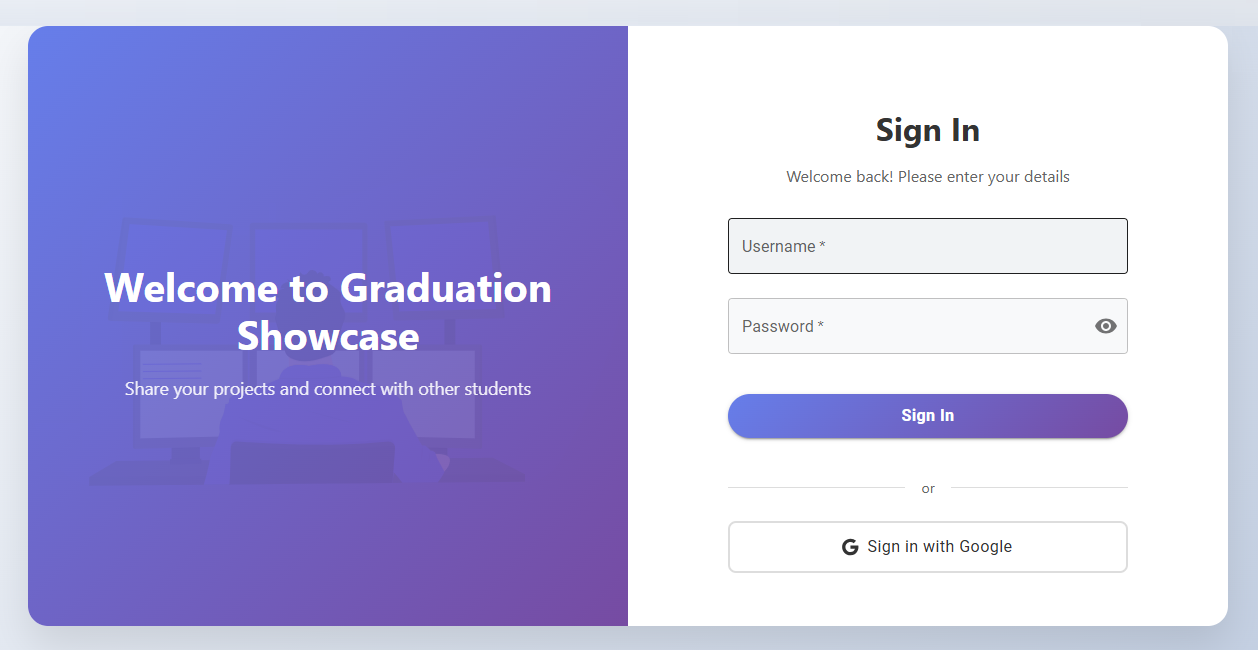 Welcome to Graduation
Showcase
Share your projects and connect with other students
Sign In
Welcome back! Please enter your details
Username *
Password *
Sign In
or
Sign in with Google